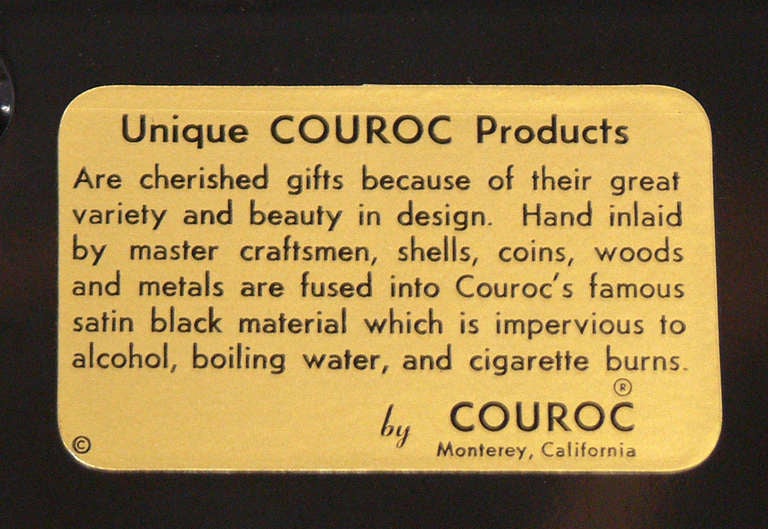 Unique COUROC Products
Are cherished gifts because of their great
variety and beauty in design. Hand inlaid
by master craftsmen, shells, coins, woods
and metals are fused into Couroc's famous
satin black material which is impervious to
alcohol, boiling water, and cigarette burns.
by COUROC®
Monterey, California
©